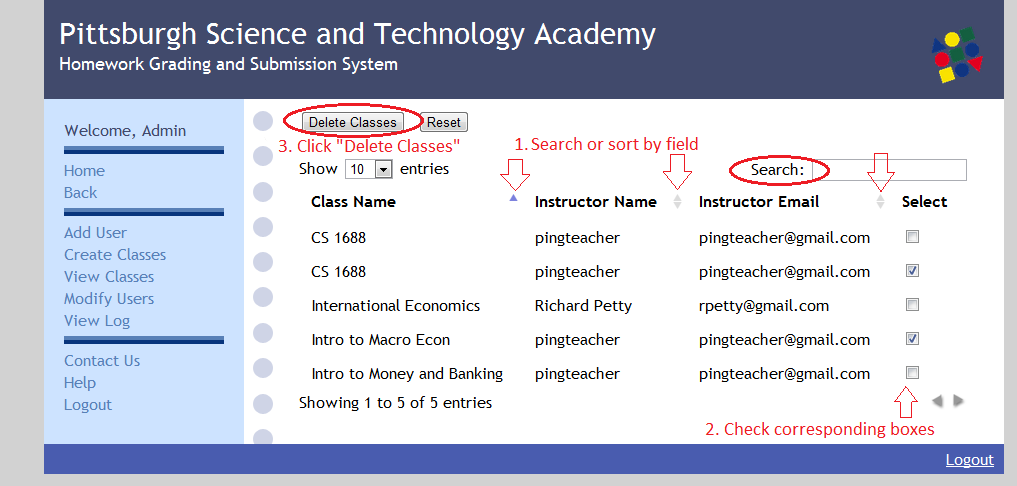 Pittsburgh Science and Technology Academy
Homework Grading and Submission System
Welcome, Admin
Home
Back
Add User
Create Classes
View Classes
Modify Users
View Log
Contact Us
Help
Logout
Delete Classes Reset
3. Click "Delete Classes" 1. Search or sort by field
Show 10 entries Search:
Class Name Instructor Name Instructor Email Select
CS 1688 pingteacher pingteacher@gmail.com
CS 1688 pingteacher pingteacher@gmail.com
International Economics Richard Petty rpetty@gmail.com
Intro to Macro Econ pingteacher pingteacher@gmail.com
Intro to Money and Banking pingteacher pingteacher@gmail.com
Showing 1 to 5 of 5 entries
2. Check corresponding boxes
Logout